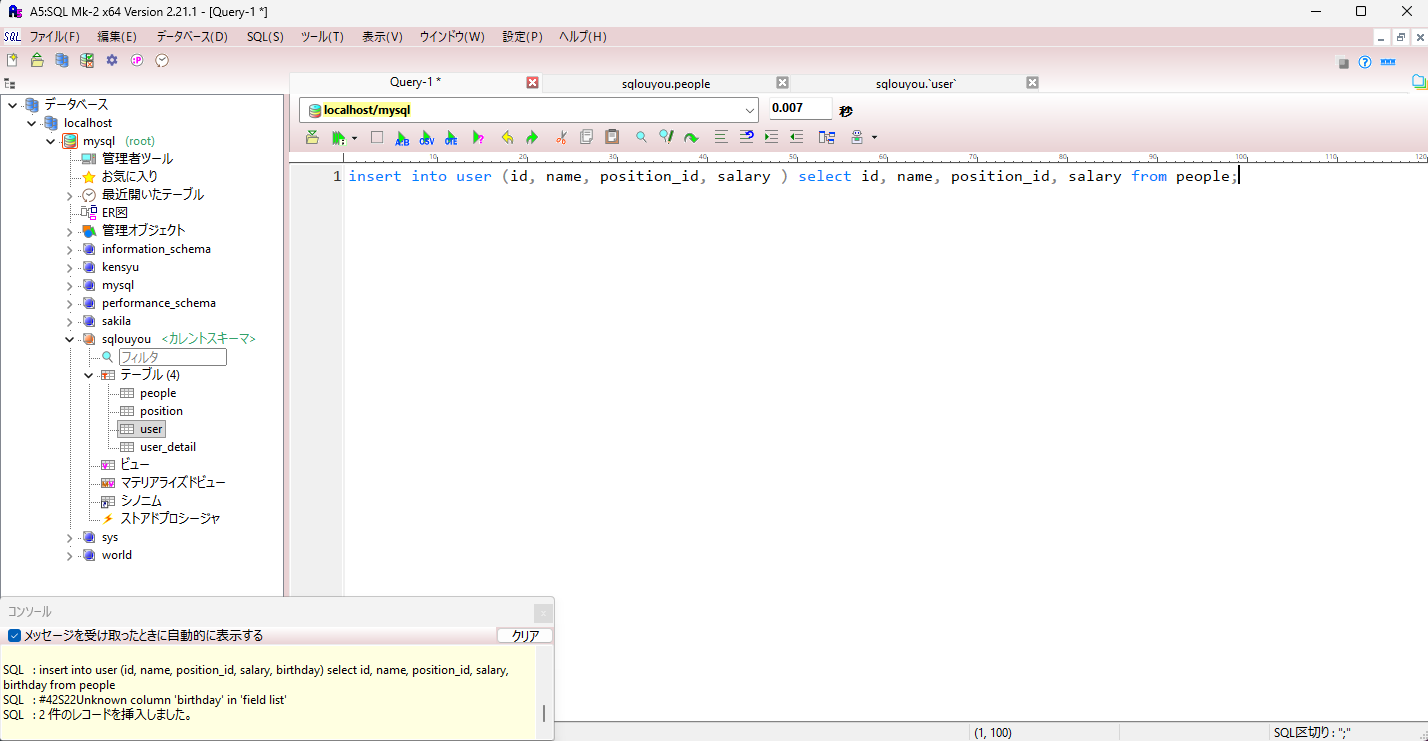 A5:SQL Mk-2 x64 Version 2.21.1 - [Query-1 *]
SQL ファイル(F) 編集(E) データベース(D) SQL(S) ツール(T) 表示(V) ウインドウ(W) 設定(P) ヘルプ(H)
Query-1 * sqlouyou.people sqlouyou.`user`
データベース
localhost
mysql (root)
管理者ツール
お気に入り
最近開いたテーブル
ER図
管理オブジェクト
information_schema
kensyu
mysql
performance_schema
sakila
sqlouyou <カレントスキーマ>
フィルタ
テーブル (4)
people
position
user
user_detail
ビュー
マテリアライズドビュー
シノニム
ストアドプロシージャ
sys
world
localhost/mysql 0.007 秒
10 20 30 40 50 60 70 80 90 100 110 120
1 insert into user (id, name, position_id, salary ) select id, name, position_id, salary from people;
コンソール
メッセージを受け取ったときに自動的に表示する クリア
SQL : insert into user (id, name, position_id, salary, birthday) select id, name, position_id, salary,
birthday from people
SQL : #42S22Unknown column 'birthday' in 'field list'
SQL : 2 件のレコードを挿入しました。
(1, 100) SQL区切り : ";"